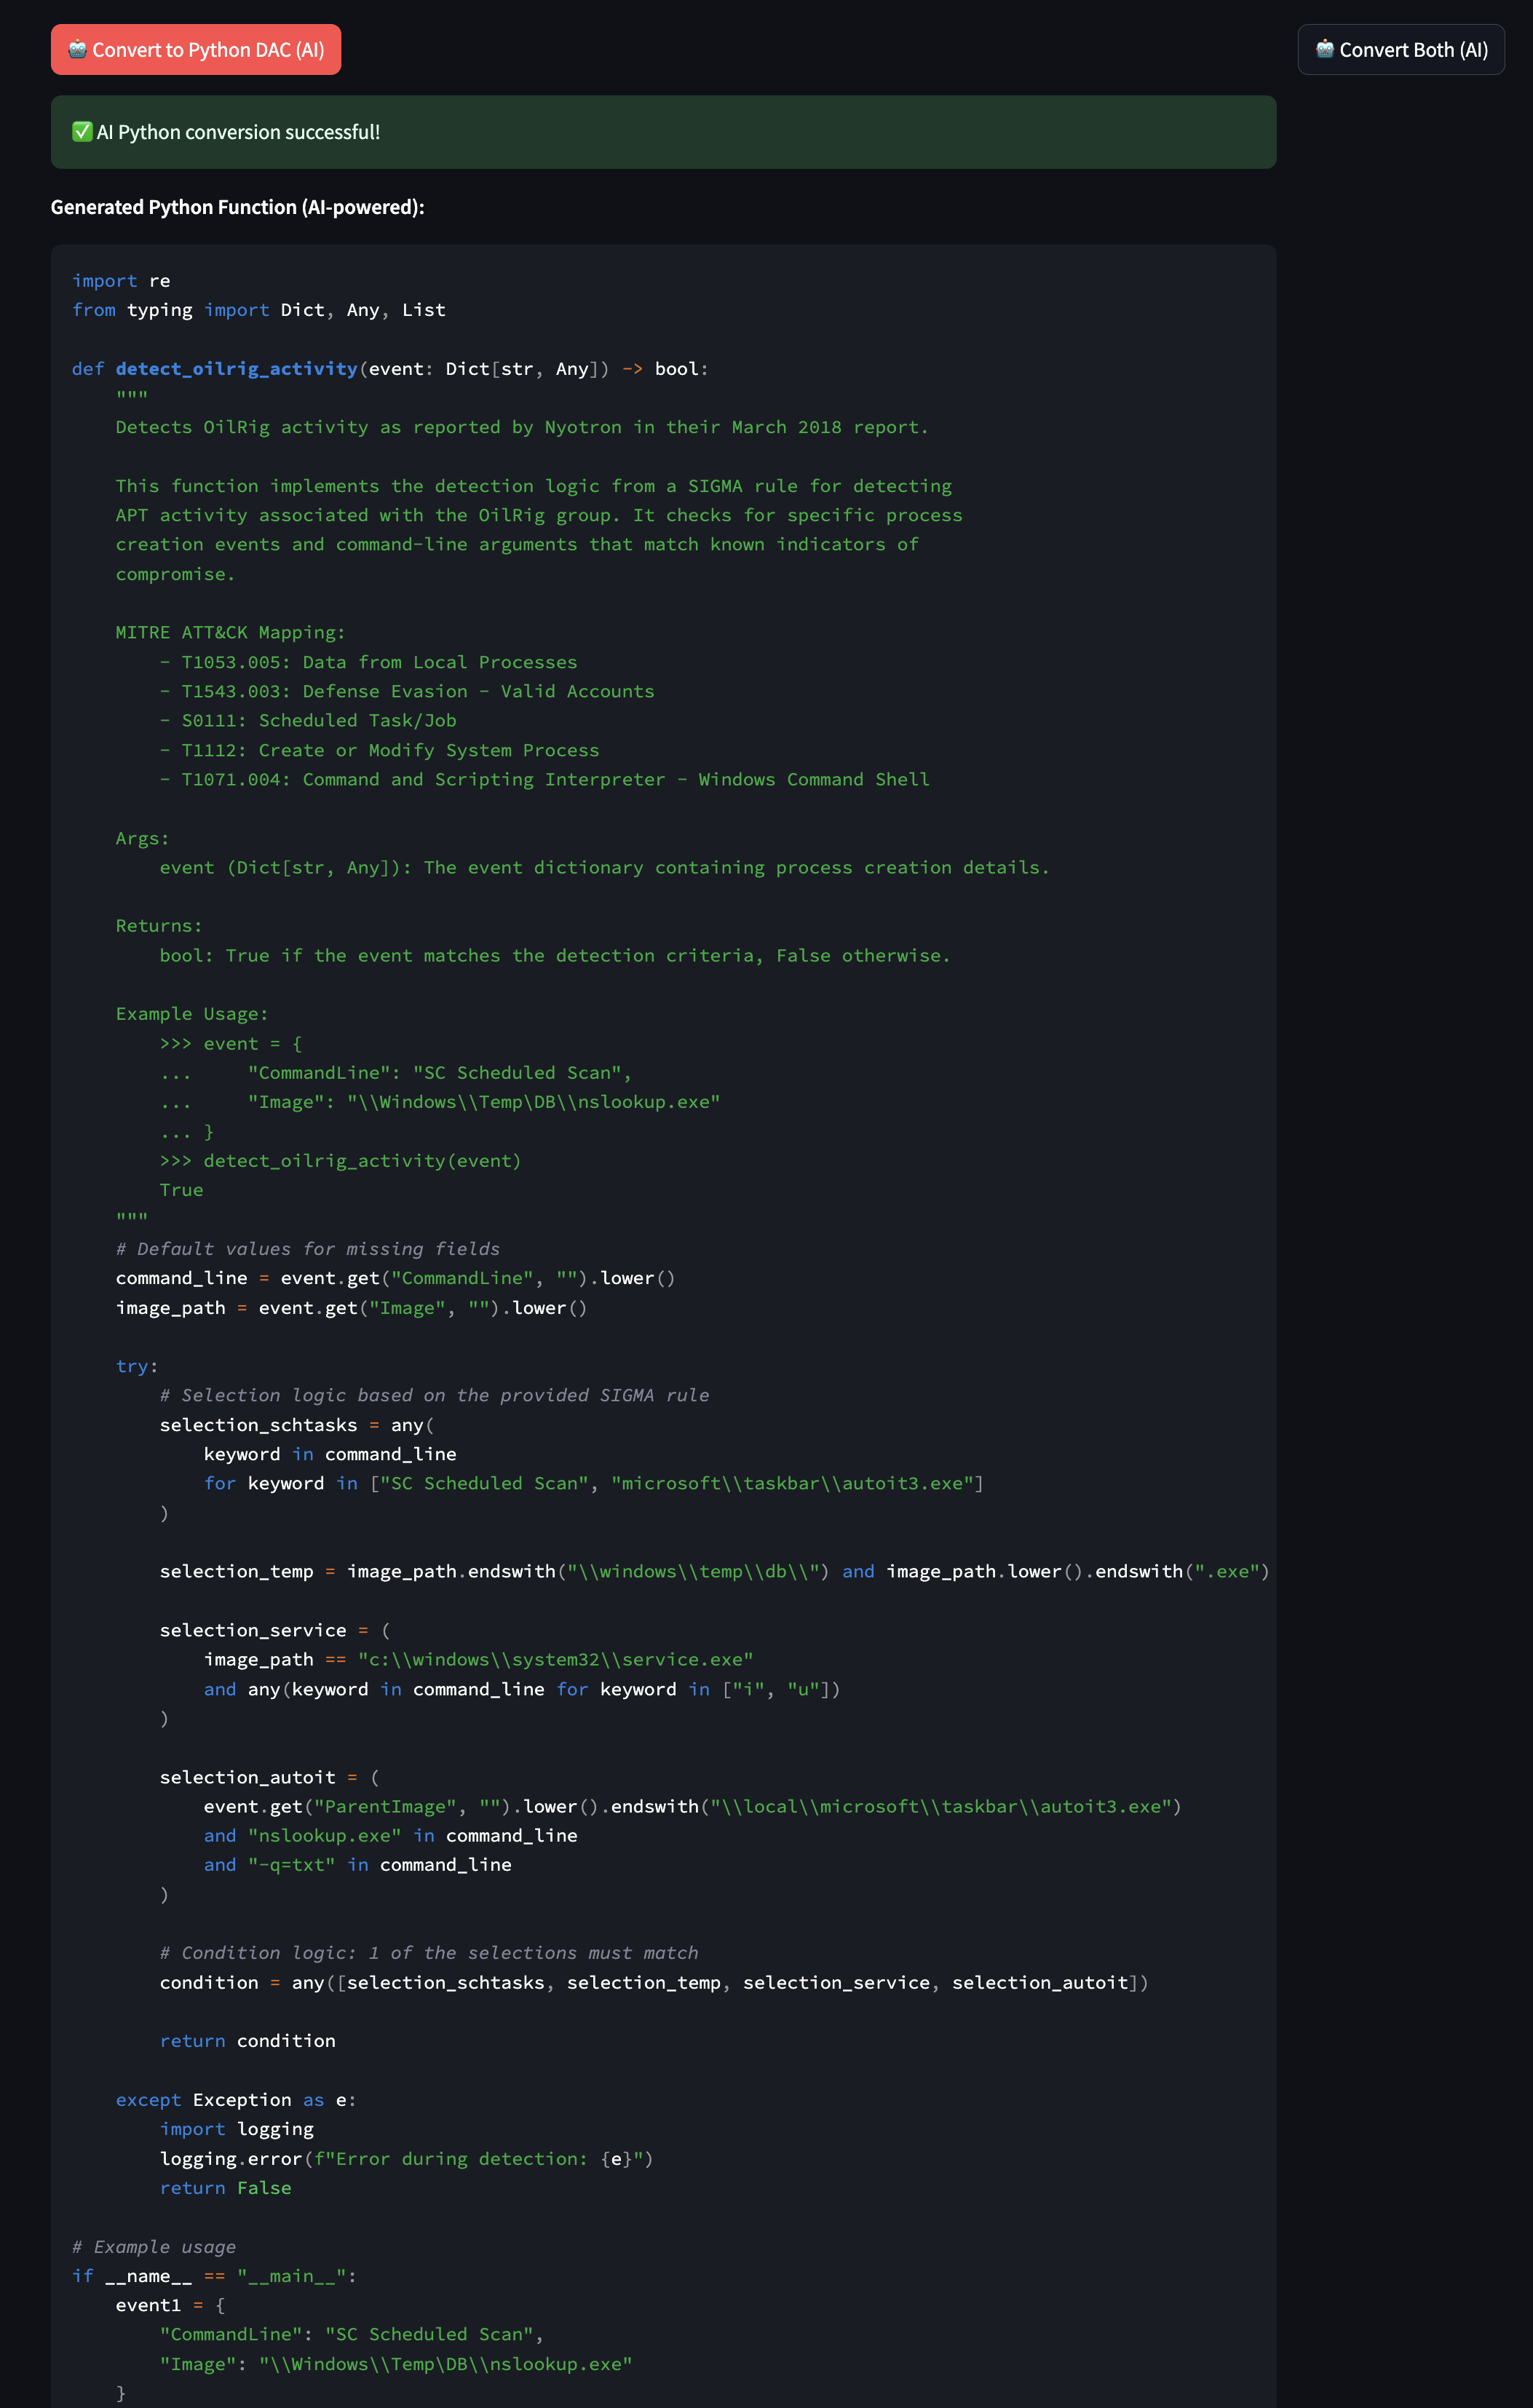 🤖 Convert to Python DAC (AI)
🤖 Convert Both (AI)
✅ AI Python conversion successful!
Generated Python Function (AI-powered):
import re
from typing import Dict, Any, List

def detect_oilrig_activity(event: Dict[str, Any]) -> bool:
    """
    Detects OilRig activity as reported by Nyotron in their March 2018 report.

    This function implements the detection logic from a SIGMA rule for detecting
    APT activity associated with the OilRig group. It checks for specific process
    creation events and command-line arguments that match known indicators of
    compromise.

    MITRE ATT&CK Mapping:
        - T1053.005: Data from Local Processes
        - T1543.003: Defense Evasion - Valid Accounts
        - S0111: Scheduled Task/Job
        - T1112: Create or Modify System Process
        - T1071.004: Command and Scripting Interpreter - Windows Command Shell

    Args:
        event (Dict[str, Any]): The event dictionary containing process creation details.

    Returns:
        bool: True if the event matches the detection criteria, False otherwise.

    Example Usage:
        >>> event = {
        ...     "CommandLine": "SC Scheduled Scan",
        ...     "Image": "\\Windows\\Temp\DB\\nslookup.exe"
        ... }
        >>> detect_oilrig_activity(event)
        True
    """
    # Default values for missing fields
    command_line = event.get("CommandLine", "").lower()
    image_path = event.get("Image", "").lower()

    try:
        # Selection logic based on the provided SIGMA rule
        selection_schtasks = any(
            keyword in command_line
            for keyword in ["SC Scheduled Scan", "microsoft\\taskbar\\autoit3.exe"]
        )

        selection_temp = image_path.endswith("\\windows\\temp\\db\\") and image_path.lower().endswith(".exe")

        selection_service = (
            image_path == "c:\\windows\\system32\\service.exe"
            and any(keyword in command_line for keyword in ["i", "u"])
        )

        selection_autoit = (
            event.get("ParentImage", "").lower().endswith("\\local\\microsoft\\taskbar\\autoit3.exe")
            and "nslookup.exe" in command_line
            and "-q=txt" in command_line
        )

        # Condition logic: 1 of the selections must match
        condition = any([selection_schtasks, selection_temp, selection_service, selection_autoit])

        return condition

    except Exception as e:
        import logging
        logging.error(f"Error during detection: {e}")
        return False

# Example usage
if __name__ == "__main__":
    event1 = {
        "CommandLine": "SC Scheduled Scan",
        "Image": "\\Windows\\Temp\DB\\nslookup.exe"
    }